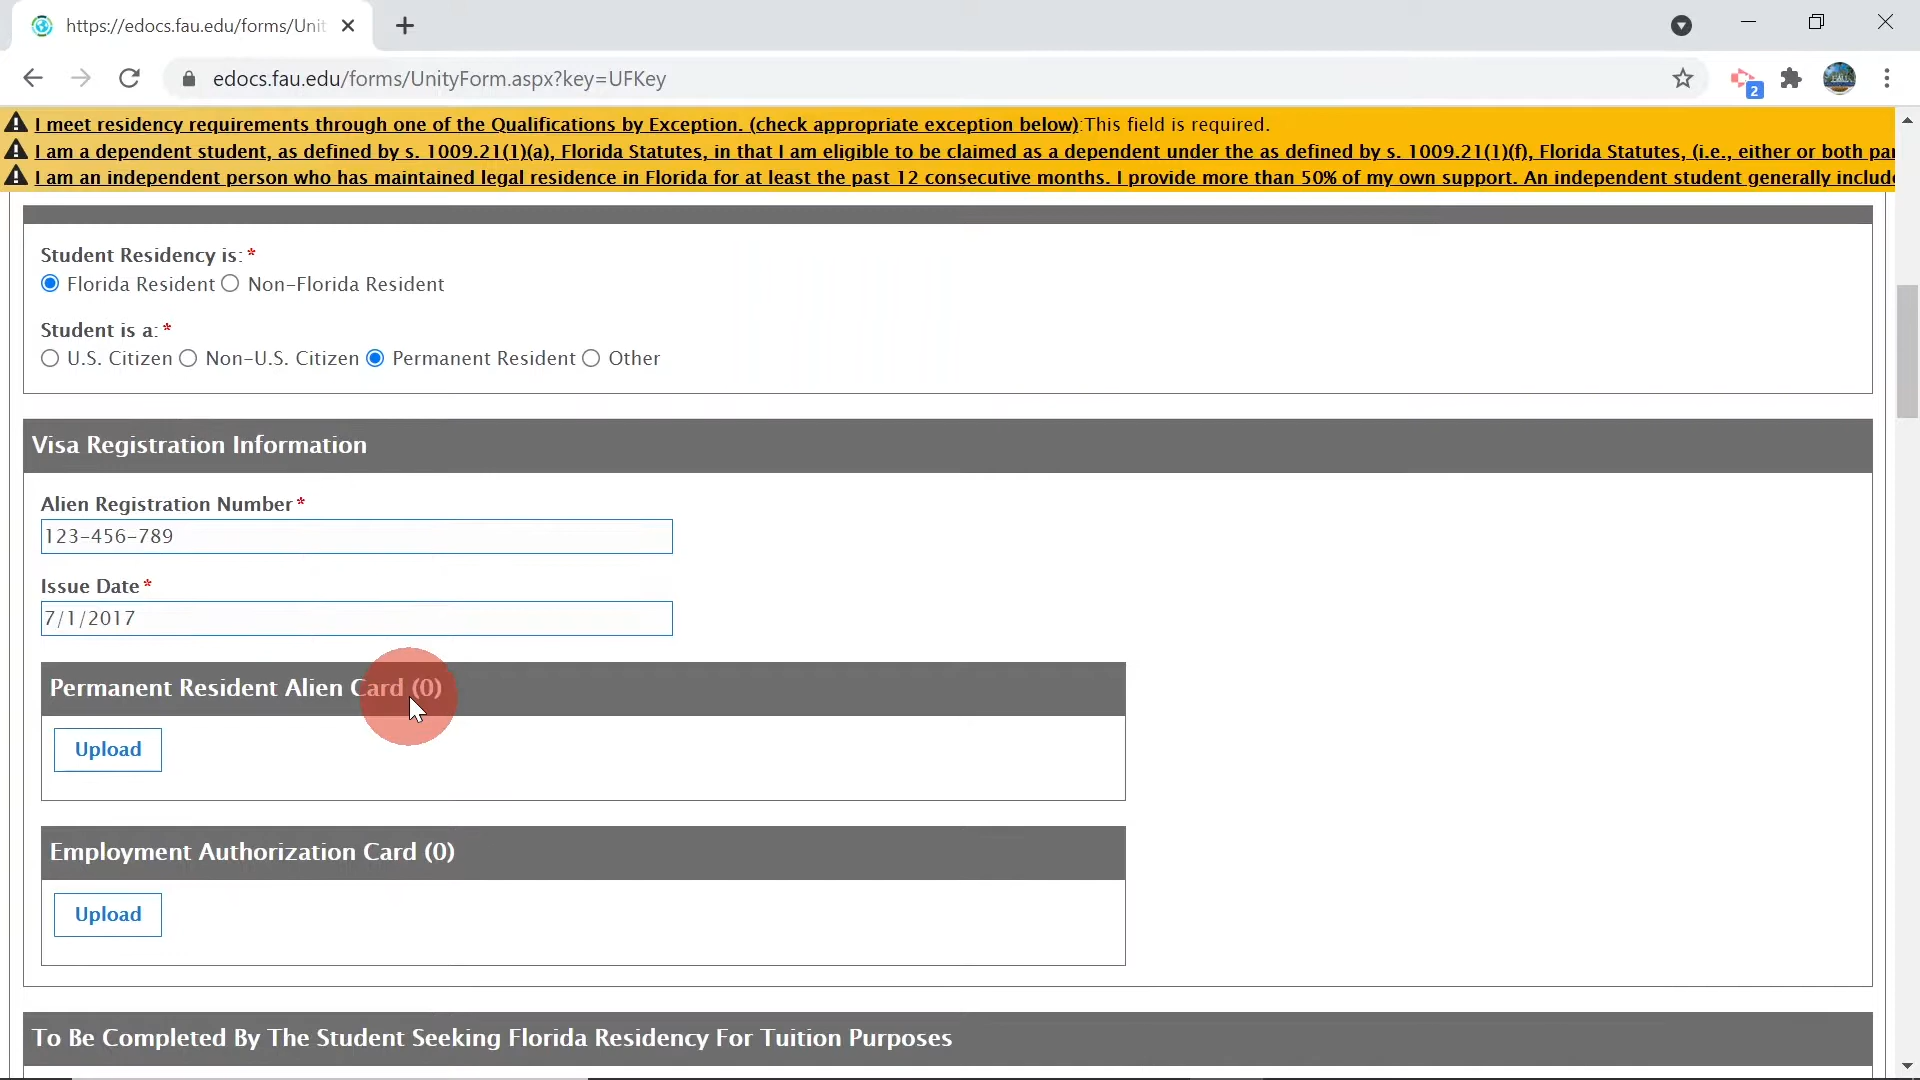 https://edocs.fau.edu/forms/Unit
edocs.fau.edu/forms/UnityForm.aspx?key=UFKey
2
I meet residency requirements through one of the Qualifications by Exception. (check appropriate exception below):This field is required.
I am a dependent student, as defined by s. 1009.21(1)(a), Florida Statutes, in that I am eligible to be claimed as a dependent under the as defined by s. 1009.21(1)(f), Florida Statutes, (i.e., either or both pa
I am an independent person who has maintained legal residence in Florida for at least the past 12 consecutive months. I provide more than 50% of my own support. An independent student generally includ
Student Residency is:*
Florida Resident Non-Florida Resident
Student is a:*
U.S. Citizen Non-U.S. Citizen Permanent Resident Other
Visa Registration Information
Alien Registration Number*
123-456-789
Issue Date*
7/1/2017
Permanent Resident Alien Card (0)
Upload
Employment Authorization Card (0)
Upload
To Be Completed By The Student Seeking Florida Residency For Tuition Purposes